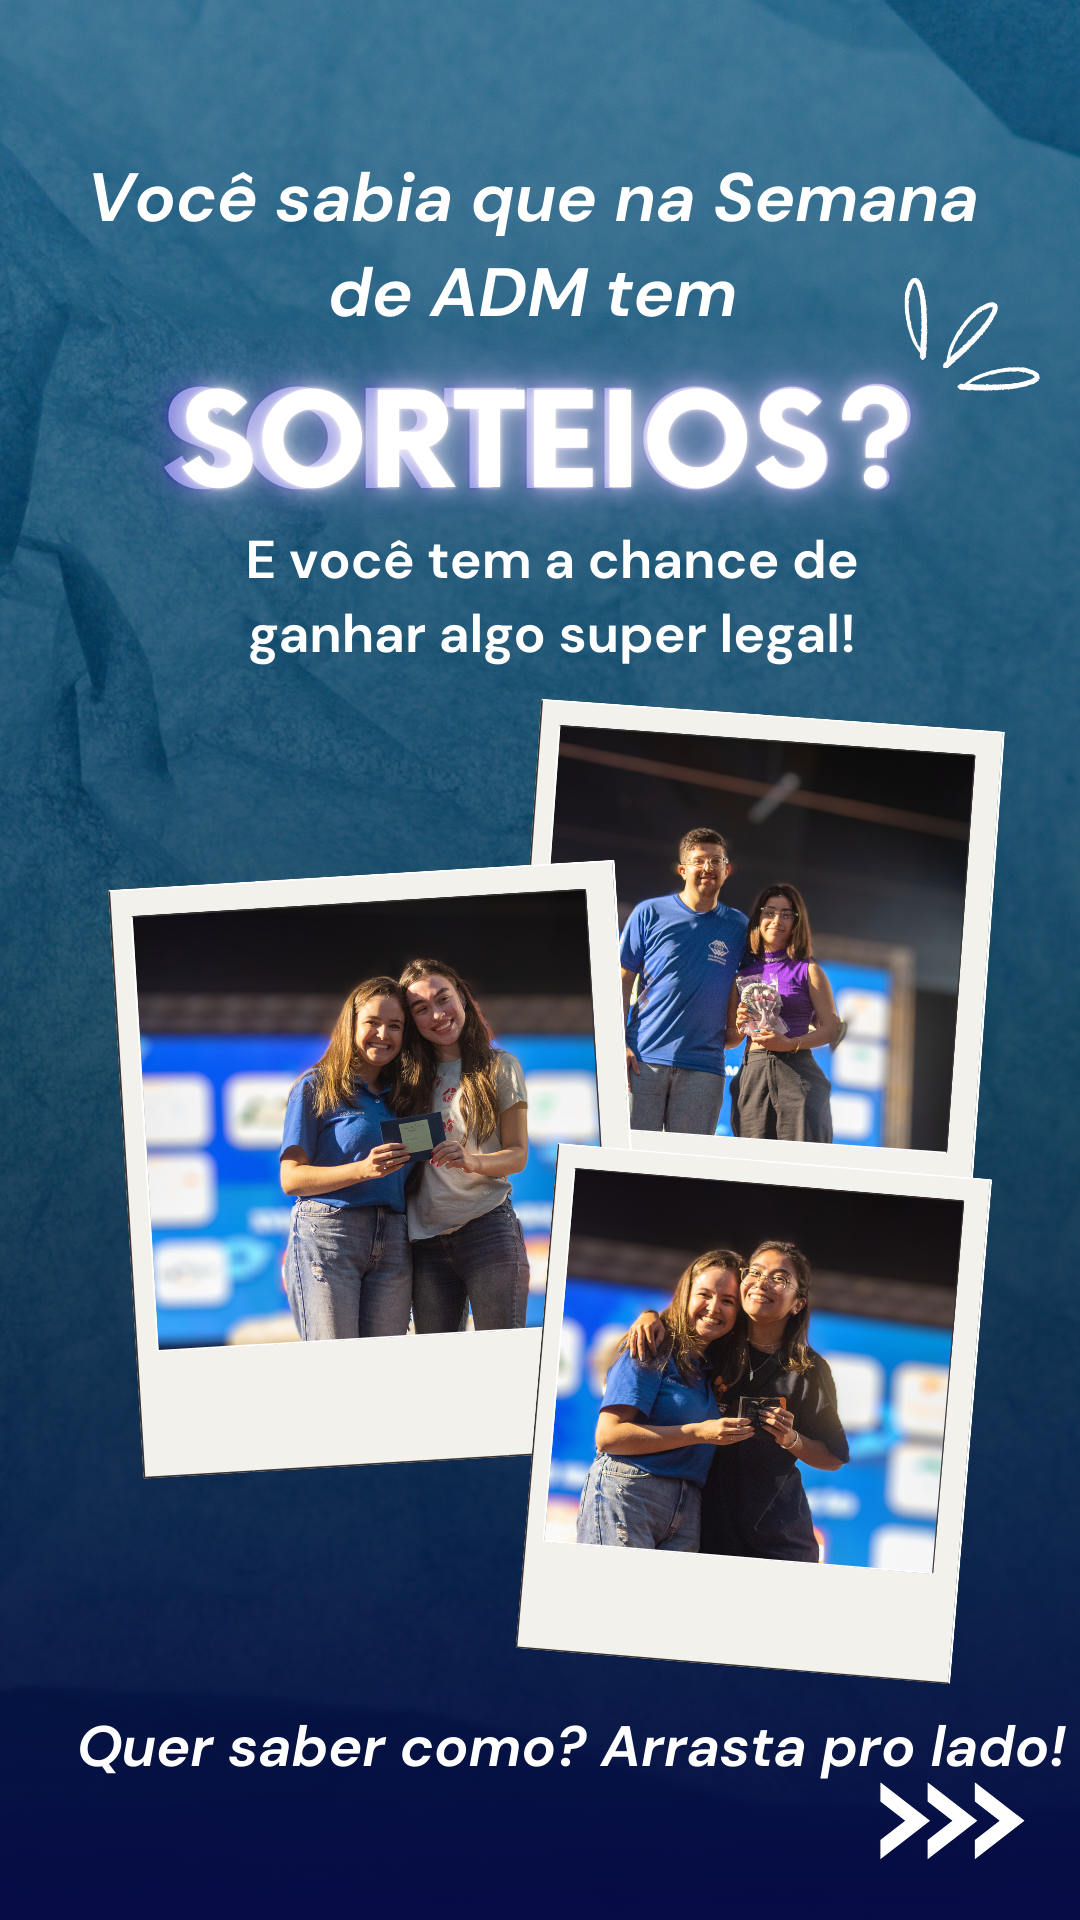 Você sabia que na Semana
de ADM tem
SORTEIOS?
E você tem a chance de
ganhar algo super legal!
Quer saber como? Arrasta pro lado!